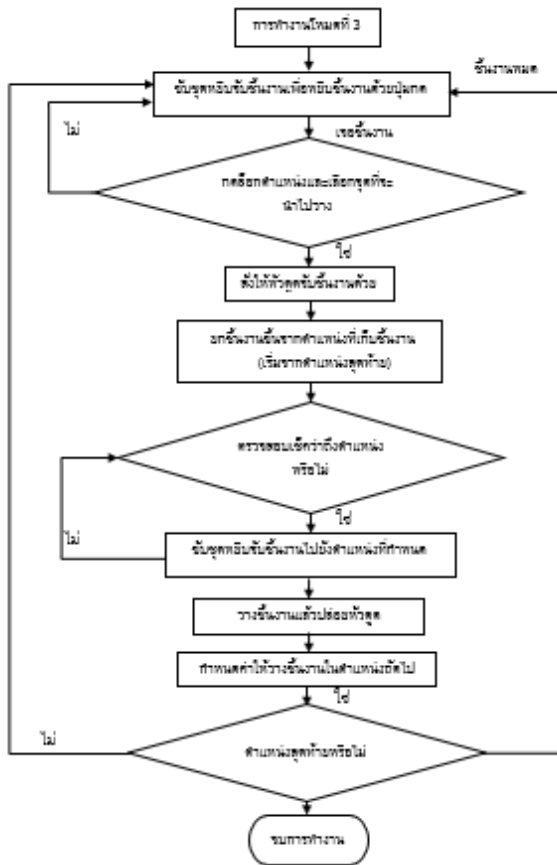 การทำงานโหมดที่ 3
ชิ้นงานหมด
ขับชุดหยิบจับชิ้นงานเพื่อหยิบชิ้นงานด้วยปุ่มกด
ไม่
เจอชิ้นงาน
กดล็อกตำแหน่งและเลือกจุดที่จะ
นำไปวาง
ใช่
สั่งให้หัวดูดจับชิ้นงานด้วย
ยกชิ้นงานขึ้นจากตำแหน่งที่เก็บชิ้นงาน
(เริ่มจากตำแหน่งสุดท้าย)
ตรวจสอบเช็คว่าถึงตำแหน่ง
หรือไม่
ใช่
ไม่
ขับชุดหยิบจับชิ้นงานไปยังตำแหน่งที่กำหนด
วางชิ้นงานแล้วปล่อยหัวดูด
กำหนดค่าให้วางชิ้นงานในตำแหน่งถัดไป
ใช่
ไม่
ตำแหน่งสุดท้ายหรือไม่
จบการทำงาน